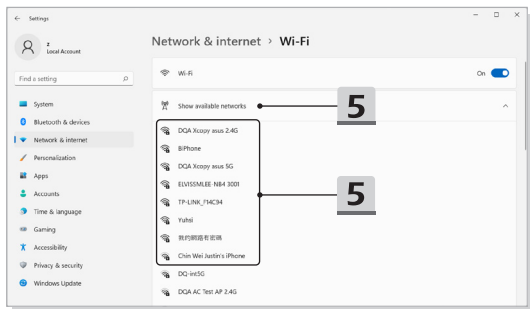 Settings
z
Local Account
Find a setting
System
Bluetooth & devices
Network & internet
Personalization
Apps
Accounts
Time & language
Gaming
Accessibility
Privacy & security
Windows Update
Network & internet > Wi-Fi
Wi-Fi
On
Show available networks
5
DQA Xcopy asus 2.4G
BiPhone
DQA Xcopy asus 5G
ELVISSMLEE-NB4 3001
TP-LINK_F14C94
5
Yuhsi
我的網路有密碼
Chin Wei Justin's iPhone
DQ-int5G
DQA AC Test AP 2.4G